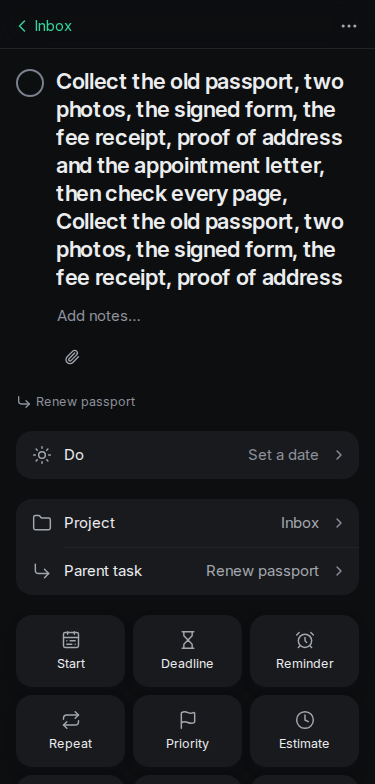 Inbox
Collect the old passport, two
photos, the signed form, the
fee receipt, proof of address
and the appointment letter,
then check every page,
Collect the old passport, two
photos, the signed form, the
fee receipt, proof of address
Add notes...
Renew passport
Do Set a date
Project Inbox
Parent task Renew passport
Start Deadline Reminder
Repeat Priority Estimate